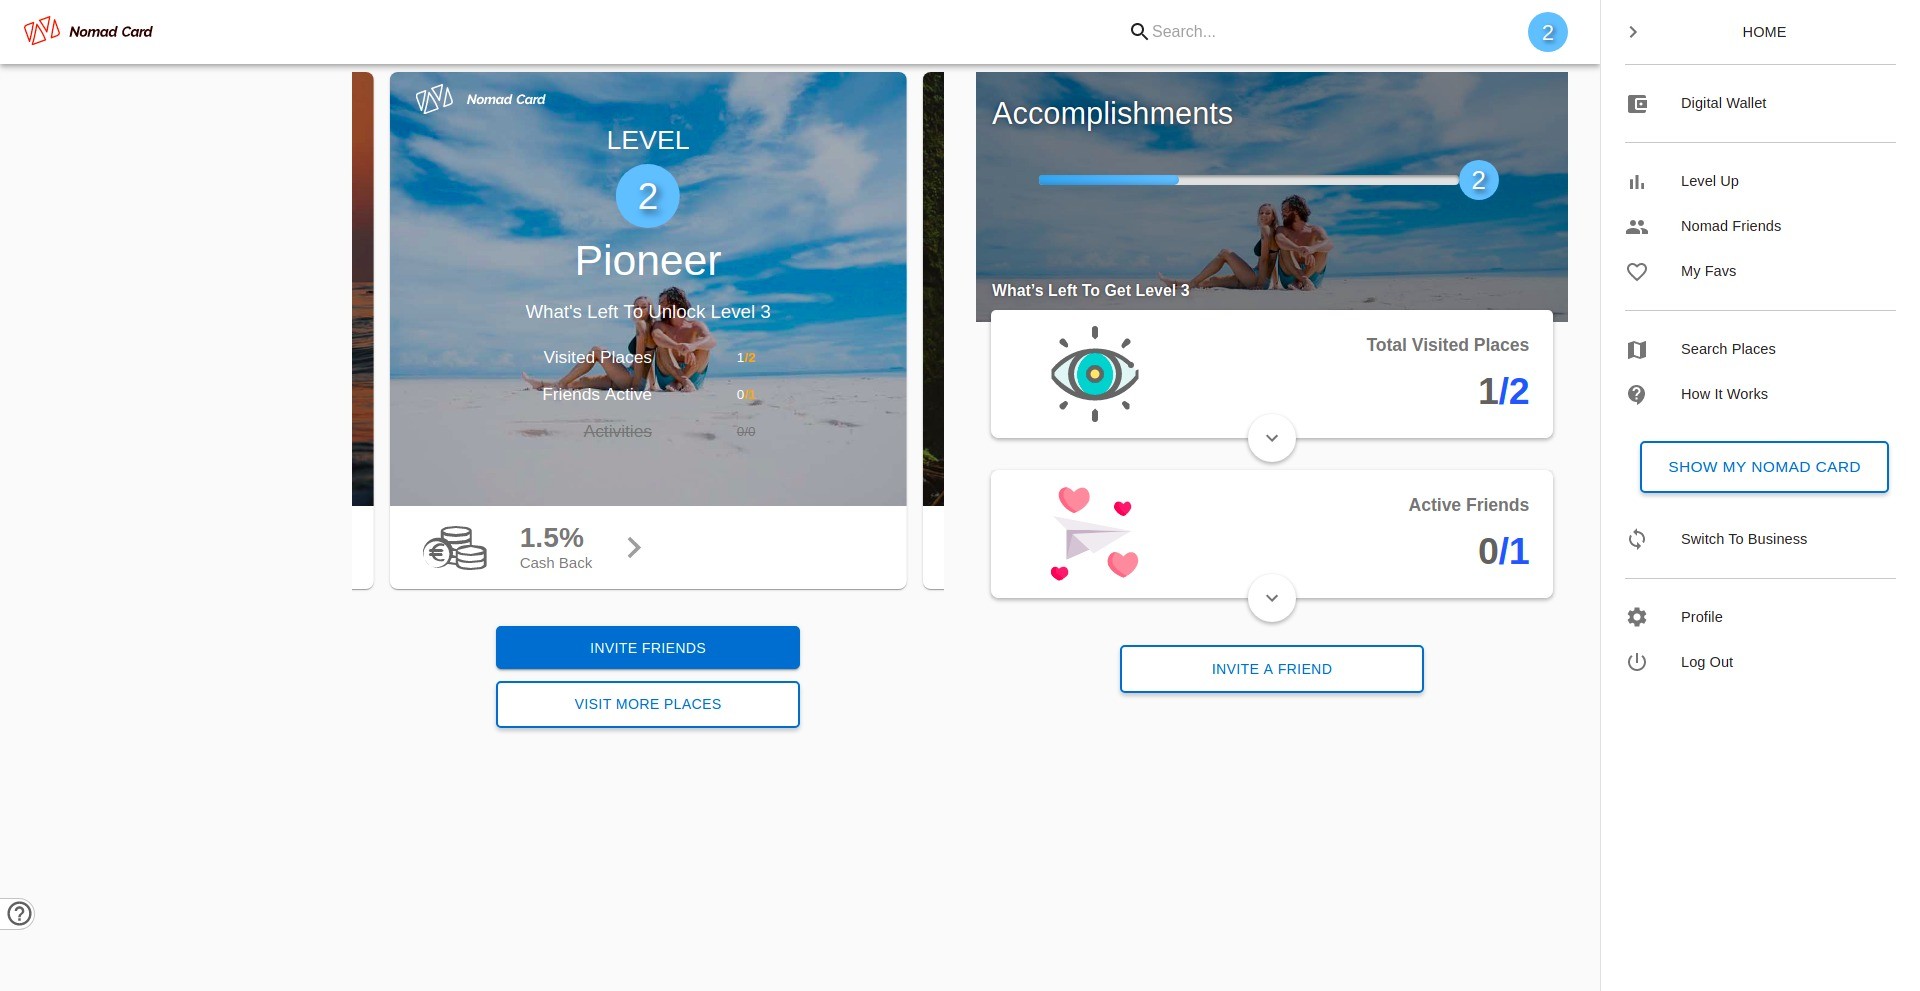 Nomad Card
Search...
2
HOME
Nomad Card
LEVEL
2
Pioneer
What's Left To Unlock Level 3
Visited Places 1/2
Friends Active 0/1
Activities 0/0
1.5%
Cash Back
INVITE FRIENDS
VISIT MORE PLACES
Accomplishments
2
What's Left To Get Level 3
Total Visited Places
1/2
Active Friends
0/1
INVITE A FRIEND
Digital Wallet
Level Up
Nomad Friends
My Favs
Search Places
How It Works
SHOW MY NOMAD CARD
Switch To Business
Profile
Log Out